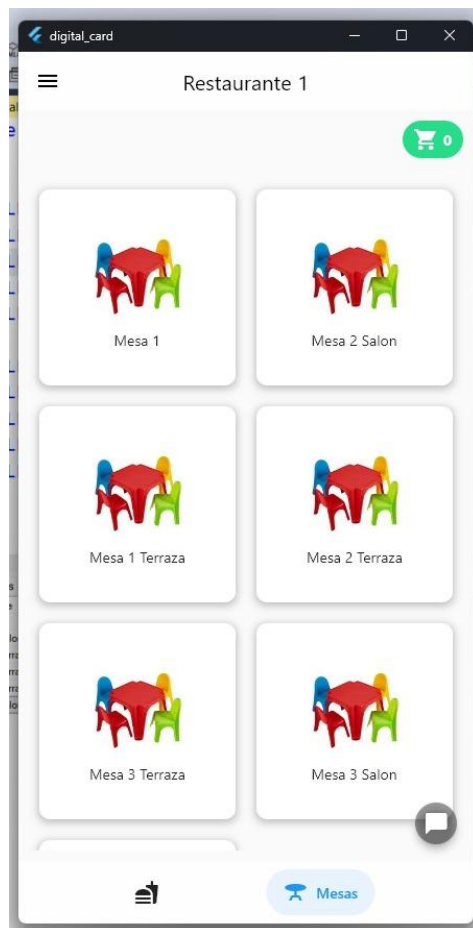 digital_card
Restaurante 1
0
Mesa 1
Mesa 2 Salon
Mesa 1 Terraza
Mesa 2 Terraza
Mesa 3 Terraza
Mesa 3 Salon
Mesas